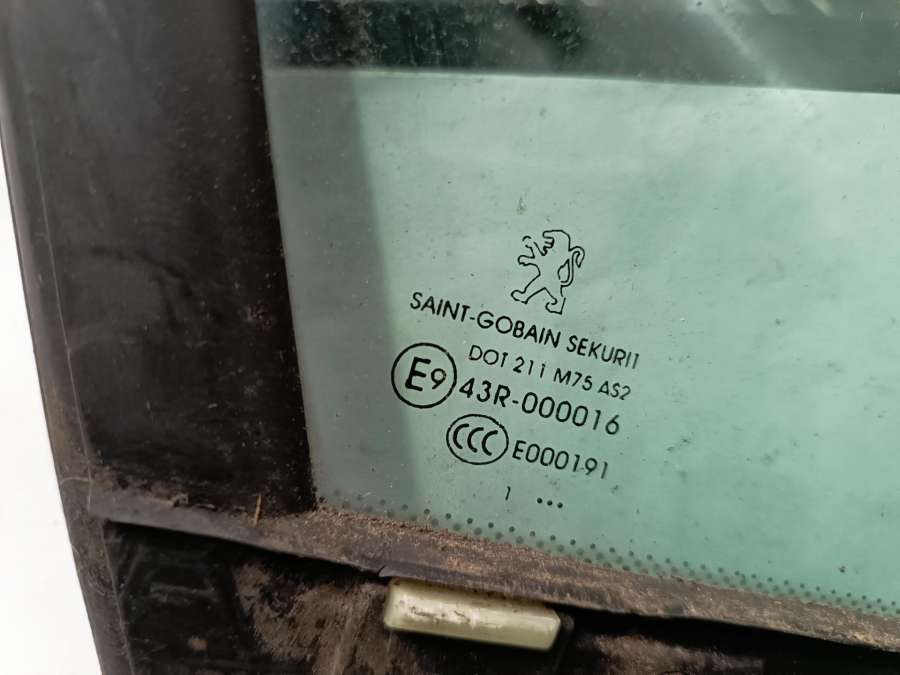 SAINT-GOBAIN SEKURIT
DOT 211 M75 AS2
E9 43R-000016
CCC E000191
1 ...